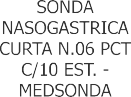 SONDA
NASOGASTRICA
CURTA N.06 PCT
C/10 EST. -
MEDSONDA